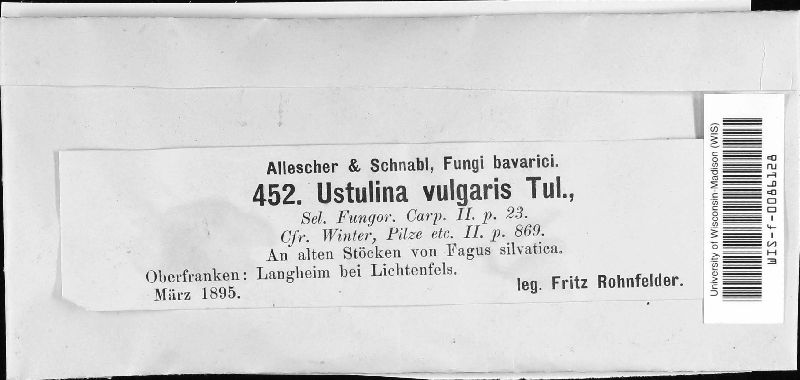 Allescher & Schnabl, Fungi bavarici.
452. Ustulina vulgaris Tul.,
Sel. Fungor. Carp. II. p. 23.
Cfr. Winter, Pilze etc. II. p. 869.
An alten Stöcken von Fagus silvatica.
Oberfranken: Langheim bei Lichtenfels.
März 1895.
leg. Fritz Rohnfelder.
University of Wisconsin-Madison (WIS)
WIS-f-0086128